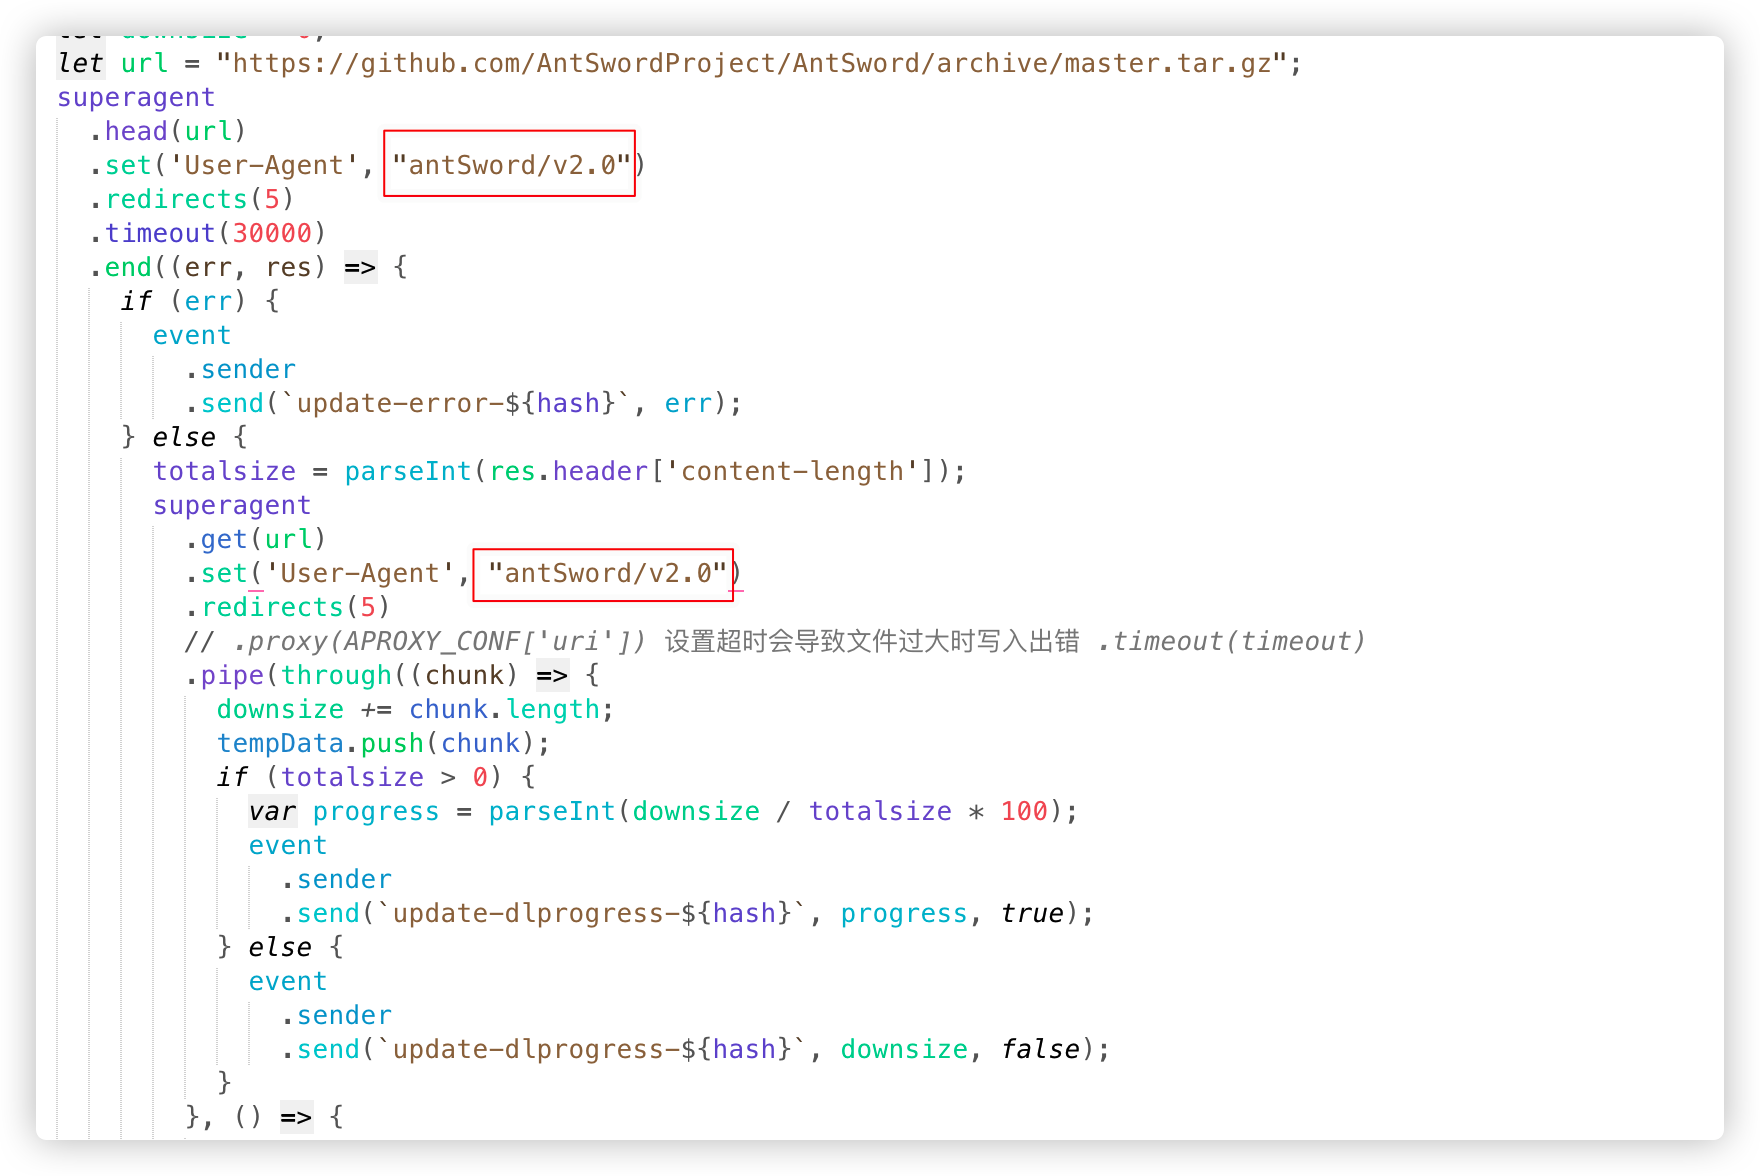 let url = "https://github.com/AntSwordProject/AntSword/archive/master.tar.gz";
superagent
.head(url)
.set('User-Agent', "antSword/v2.0")
.redirects(5)
.timeout(30000)
.end((err, res) => {
if (err) {
event
.sender
.send(`update-error-${hash}`, err);
} else {
totalsize = parseInt(res.header['content-length']);
superagent
.get(url)
.set('User-Agent', "antSword/v2.0")
.redirects(5)
// .proxy(APROXY_CONF['uri']) 设置超时会导致文件过大时写入出错 .timeout(timeout)
.pipe(through((chunk) => {
downsize += chunk.length;
tempData.push(chunk);
if (totalsize > 0) {
var progress = parseInt(downsize / totalsize * 100);
event
.sender
.send(`update-dlprogress-${hash}`, progress, true);
} else {
event
.sender
.send(`update-dlprogress-${hash}`, downsize, false);
}
}, () => {